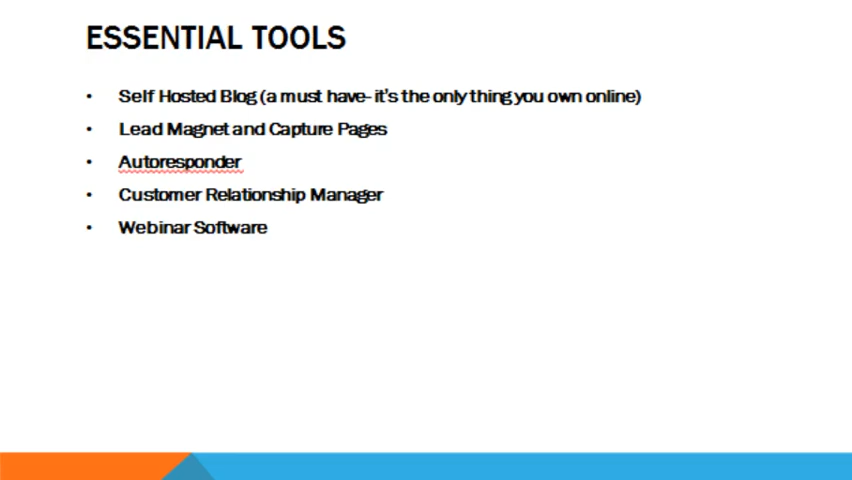 ESSENTIAL TOOLS
• Self Hosted Blog (a must have- it's the only thing you own online)
• Lead Magnet and Capture Pages
• Autoresponder
• Customer Relationship Manager
• Webinar Software